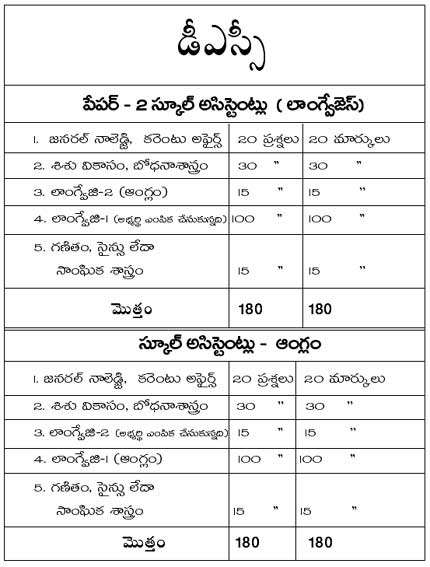 డీఎస్సీ
పేపర్ - 2 స్కూల్ అసిస్టెంట్లు ( లాంగ్వేజెస్)
1. జనరల్ నాలెడ్జి, కరెంటు అఫైర్స్ 20 ప్రశ్నలు 20 మార్కులు
2. శిశు వికాసం, బోధనాశాస్త్రం 30 " 30 "
3. లాంగ్వేజి-2 (ఆంగ్లం) 15 " 15 "
4. లాంగ్వేజి-1 (అభ్యర్థి ఎంపిక చేసుకున్నది) 100 " 100 "
5. గణితం, సైన్సు లేదా
సాంఘిక శాస్త్రం 15 " 15 "
మొత్తం 180 180
స్కూల్ అసిస్టెంట్లు - ఆంగ్లం
1. జనరల్ నాలెడ్జి, కరెంటు అఫైర్స్ 20 ప్రశ్నలు 20 మార్కులు
2. శిశు వికాసం, బోధనాశాస్త్రం 30 " 30 "
3. లాంగ్వేజి-2 (అభ్యర్థి ఎంపిక చేసుకున్నది) 15 " 15 "
4. లాంగ్వేజి-1 (ఆంగ్లం) 100 " 100 "
5. గణితం, సైన్సు లేదా
సాంఘిక శాస్త్రం 15 " 15 "
మొత్తం 180 180